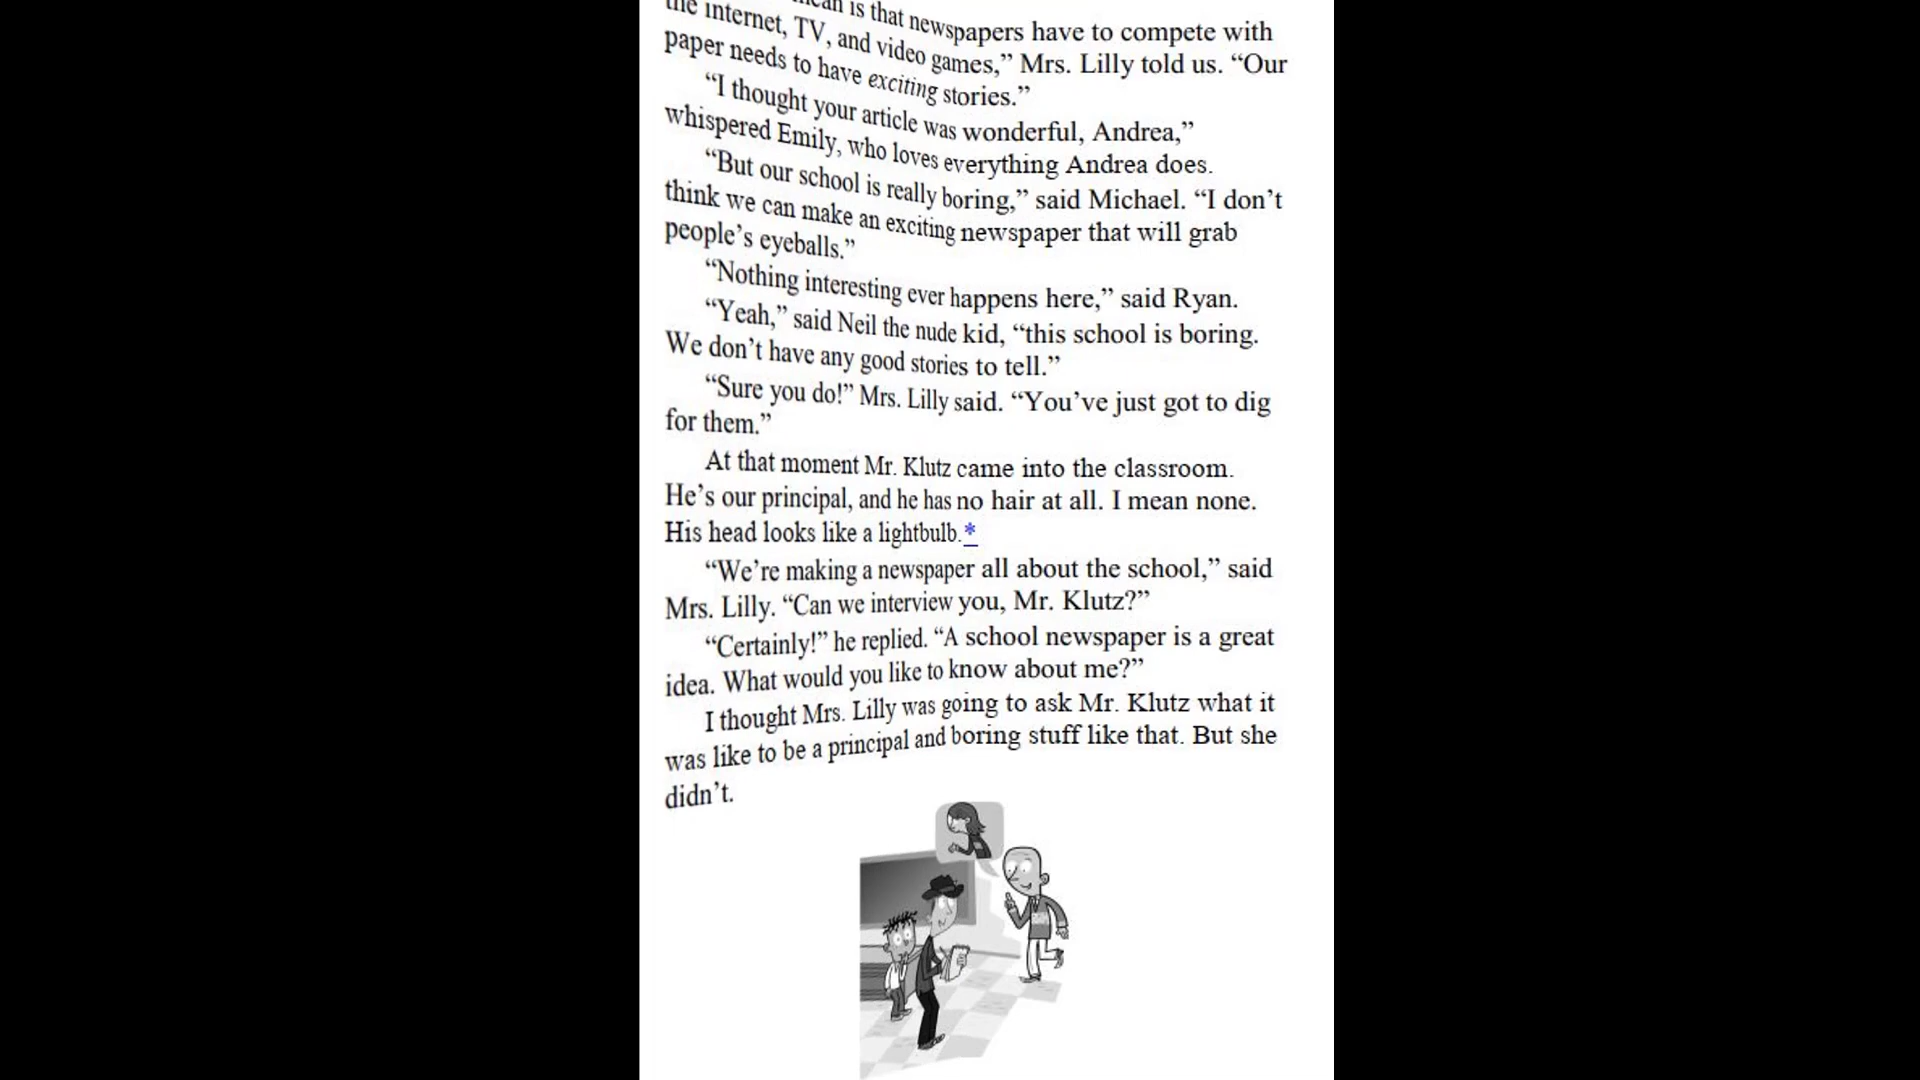 is that newspapers have to compete with
the internet, TV, and video games,” Mrs. Lilly told us. “Our
paper needs to have exciting stories.”
“I thought your article was wonderful, Andrea,”
whispered Emily, who loves everything Andrea does.
“But our school is really boring,” said Michael. “I don’t
think we can make an exciting newspaper that will grab
people’s eyeballs.”
“Nothing interesting ever happens here,” said Ryan.
“Yeah,” said Neil the nude kid, “this school is boring.
We don’t have any good stories to tell.”
“Sure you do!” Mrs. Lilly said. “You’ve just got to dig
for them.”
At that moment Mr. Klutz came into the classroom.
He’s our principal, and he has no hair at all. I mean none.
His head looks like a lightbulb.*
“We’re making a newspaper all about the school,” said
Mrs. Lilly. “Can we interview you, Mr. Klutz?”
“Certainly!” he replied. “A school newspaper is a great
idea. What would you like to know about me?”
I thought Mrs. Lilly was going to ask Mr. Klutz what it
was like to be a principal and boring stuff like that. But she
didn’t.